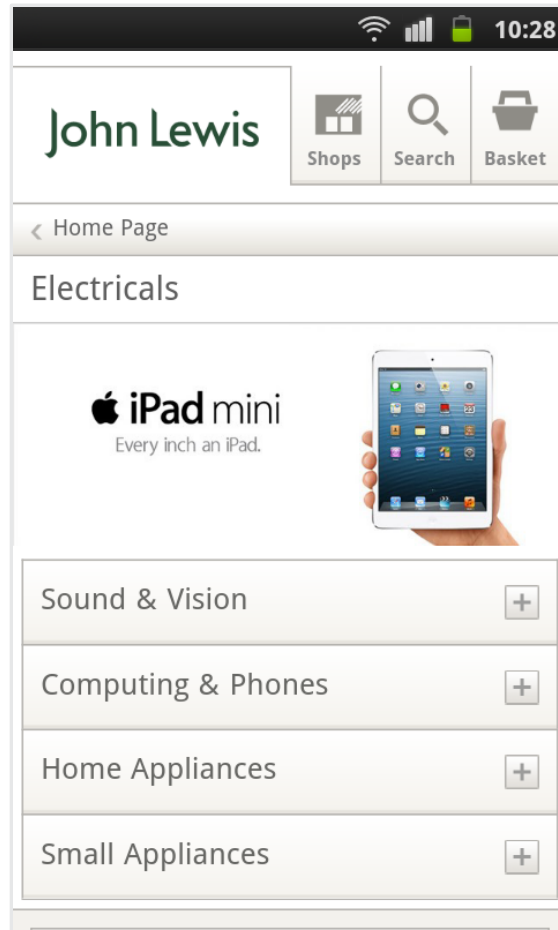 10:28
John Lewis
Shops
Search
Basket
Home Page
Electricals
iPad mini
Every inch an iPad.
Sound & Vision
Computing & Phones
Home Appliances
Small Appliances